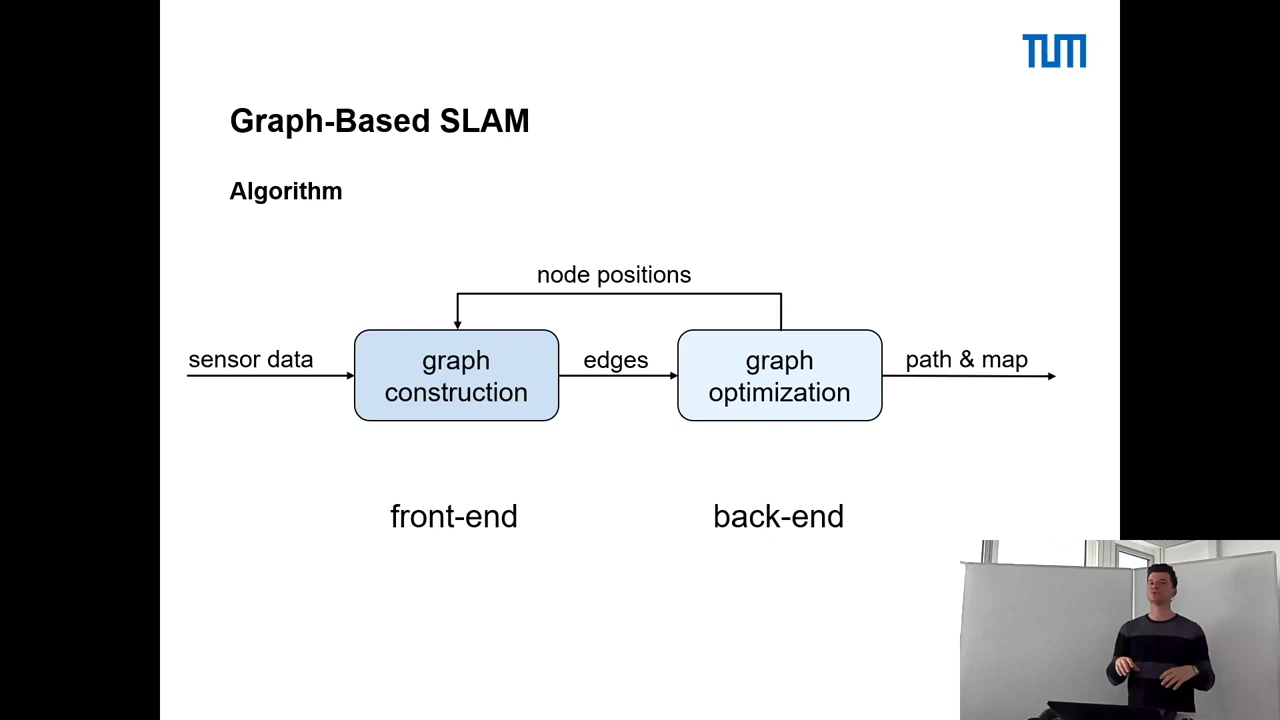 TUM
Graph-Based SLAM
Algorithm
node positions
sensor data
graph
construction
edges
graph
optimization
path & map
front-end
back-end